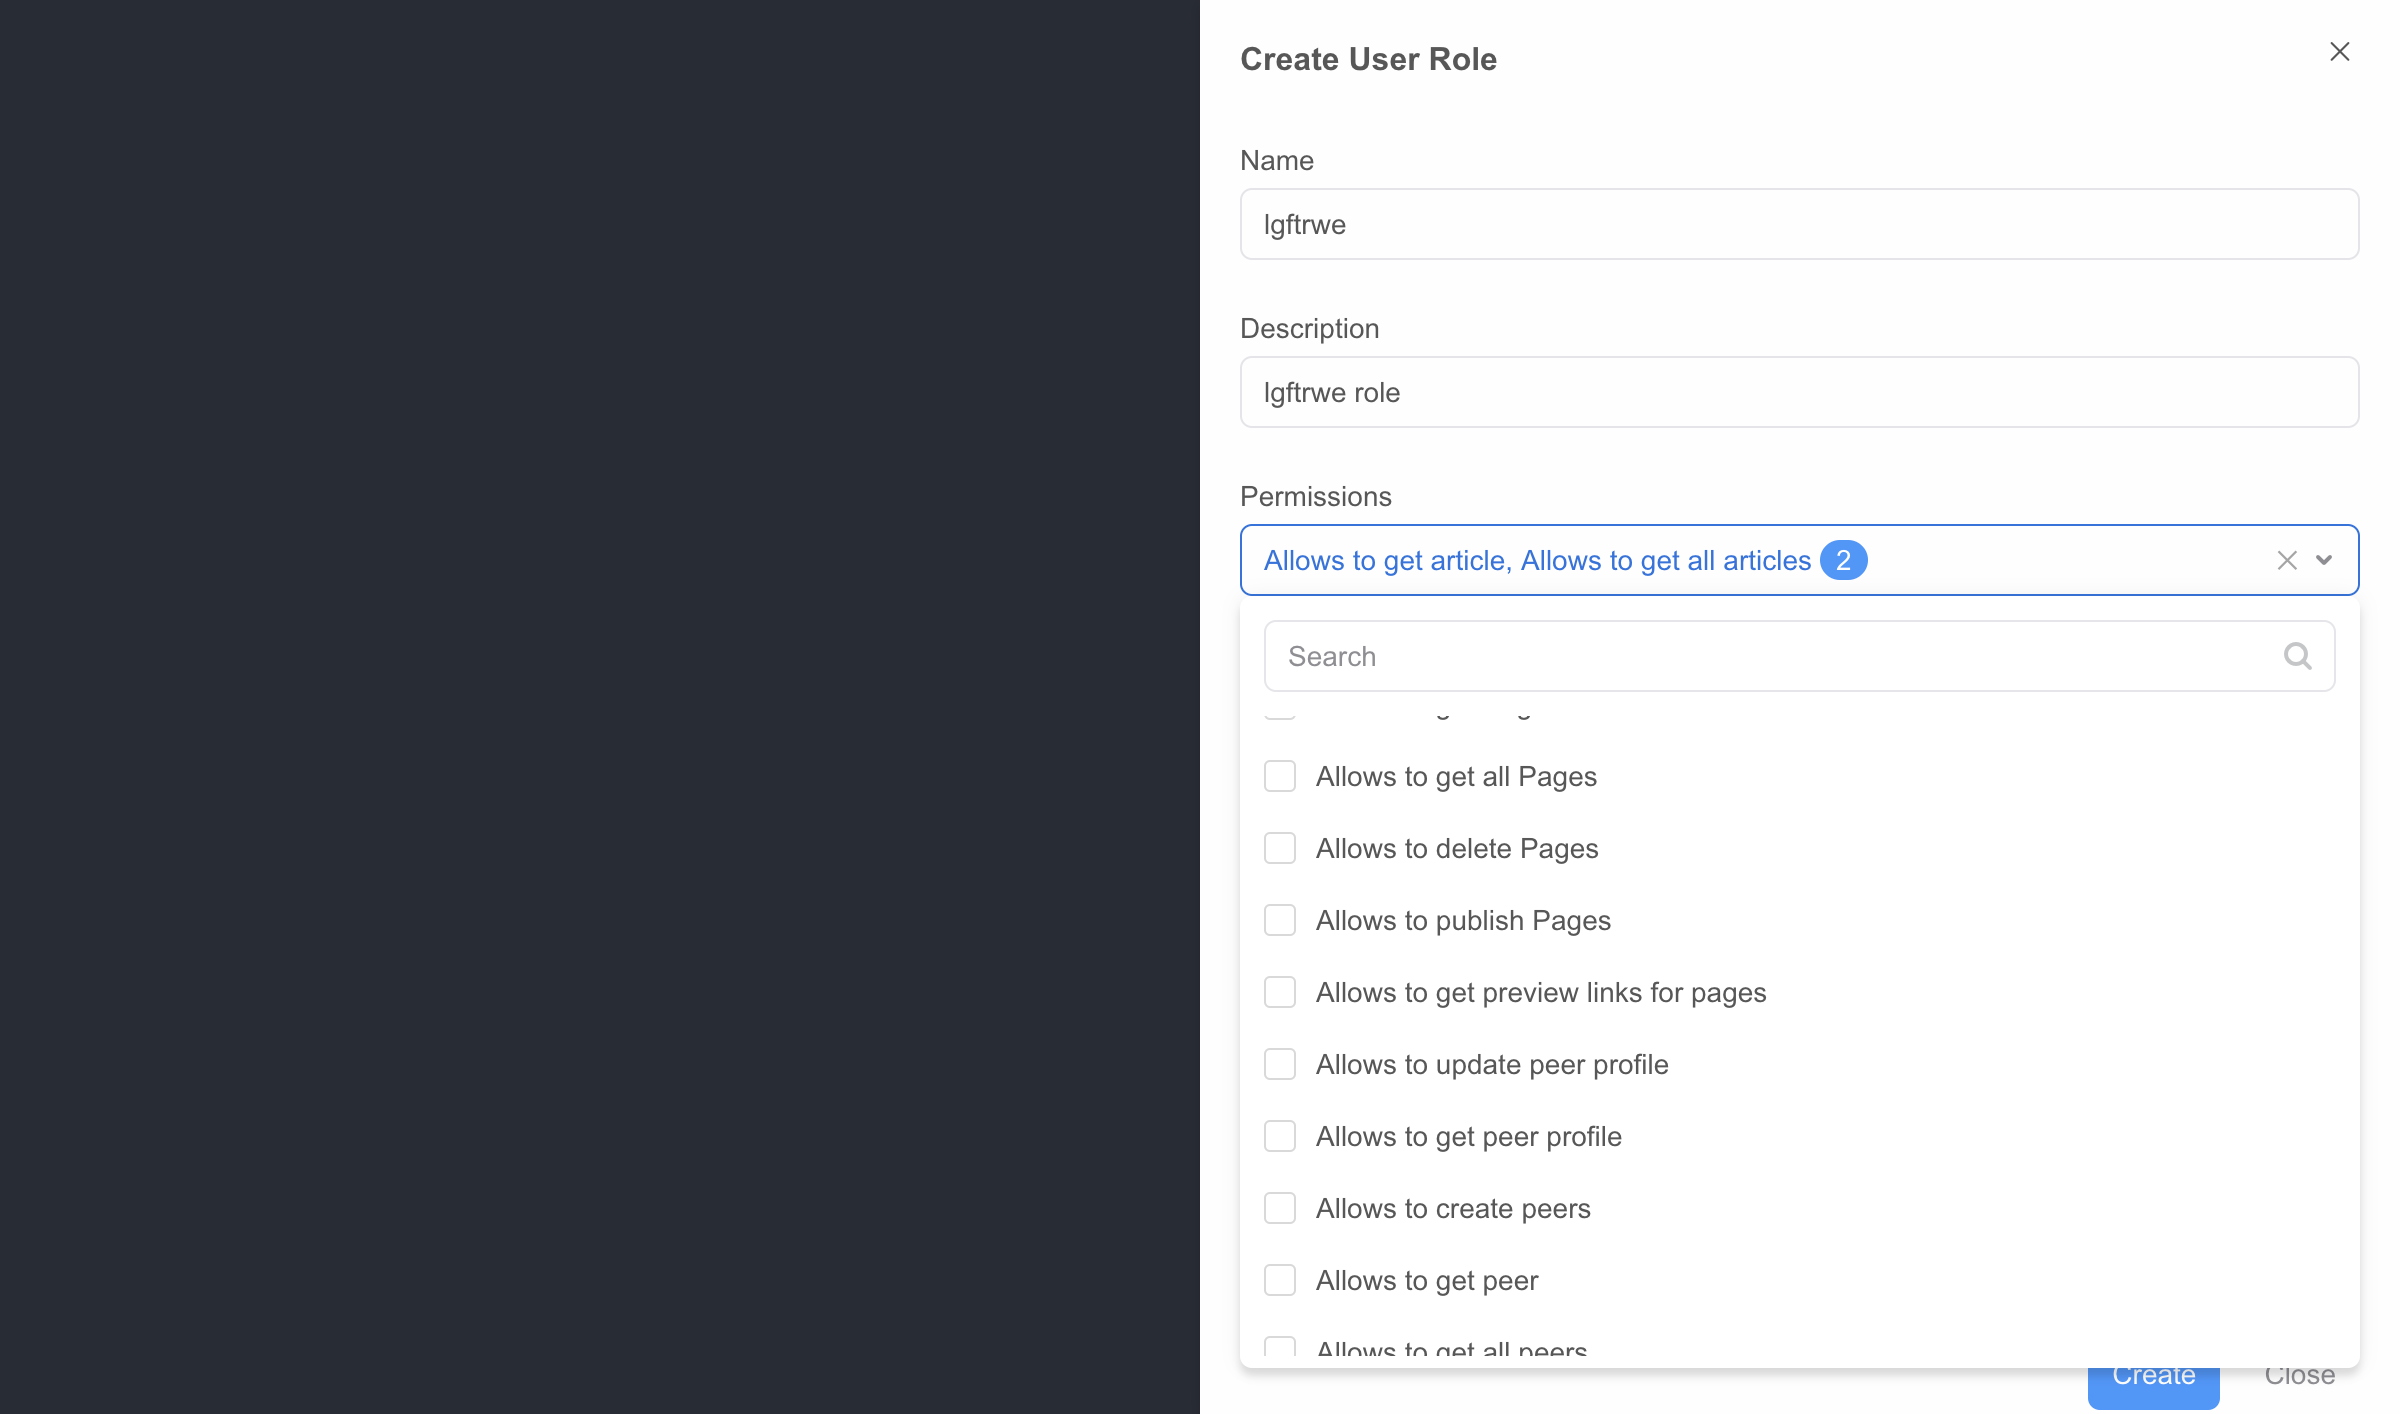 Create User Role
Name
lgftrwe
Description
lgftrwe role
Permissions
Allows to get article, Allows to get all articles 2
Search
Allows to get all Pages
Allows to delete Pages
Allows to publish Pages
Allows to get preview links for pages
Allows to update peer profile
Allows to get peer profile
Allows to create peers
Allows to get peer
Allows to get all peers
Create Close